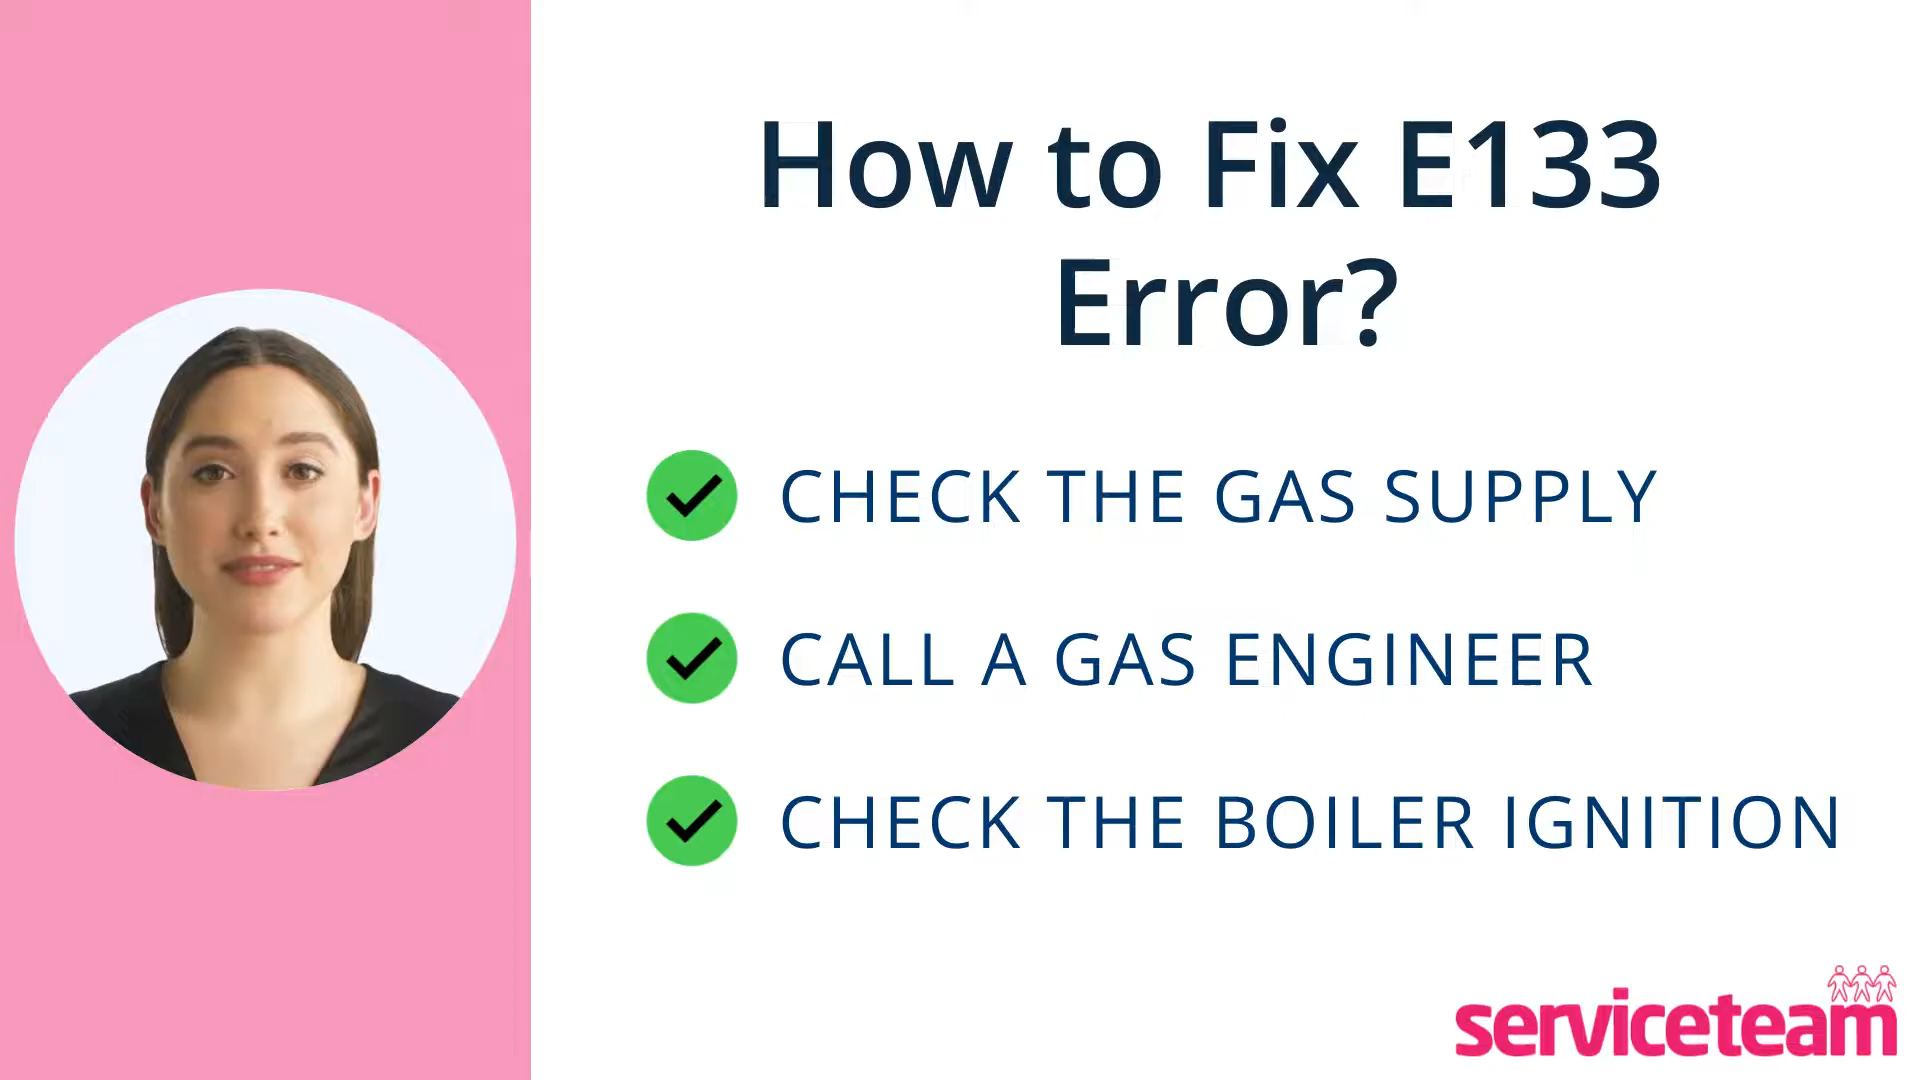 How to Fix E133
Error?
CHECK THE GAS SUPPLY
CALL A GAS ENGINEER
CHECK THE BOILER IGNITION
serviceteam